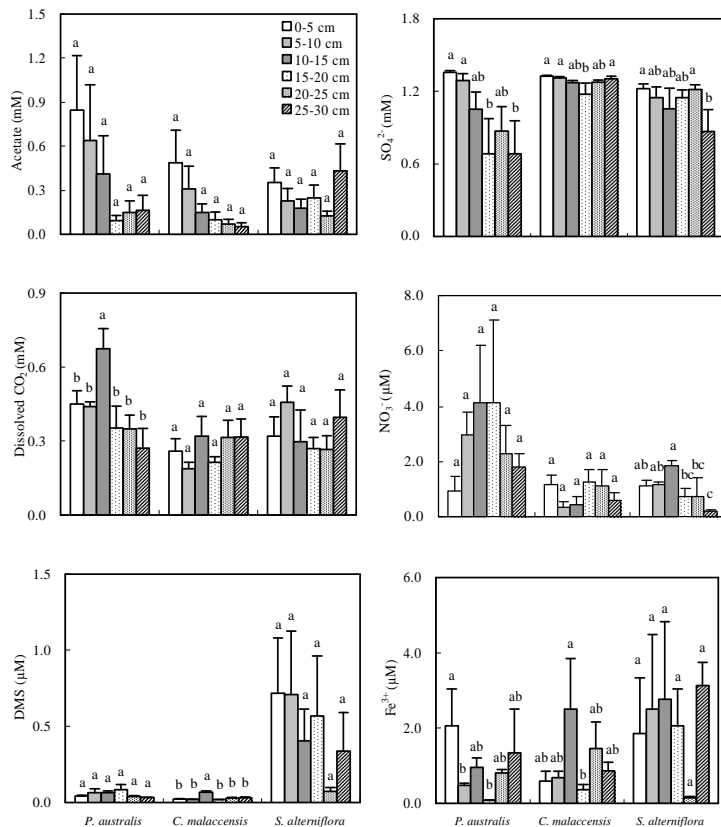 1.5
1.2
0.9
0.6
0.3
0.0
Acetate (mM)
0-5 cm
5-10 cm
10-15 cm
15-20 cm
20-25 cm
25-30 cm
a a a a a a
a a a a a a
a a a a a a
1.8
1.2
0.6
0.0
SO₄²⁻ (mM)
a a ab b ab b
a a ab b ab a
a ab ab ab a b
0.9
0.6
0.3
0.0
Dissolved CO₂ (mM)
b b a b b b
a a a a a a
a a a a a a
8.0
6.0
4.0
2.0
0.0
NO₃⁻ (µM)
a a a a a a
a a a a a a
ab ab a bc bc c
1.5
1.0
0.5
0.0
DMS (µM)
a a a a a a
b b a b b b
a a a a a a
P. australis C. malaccensis S. alterniflora
6.0
4.0
2.0
0.0
Fe³⁺ (µM)
a b ab b ab ab
ab ab a b ab ab
a a a a a a
P. australis C. malaccensis S. alterniflora